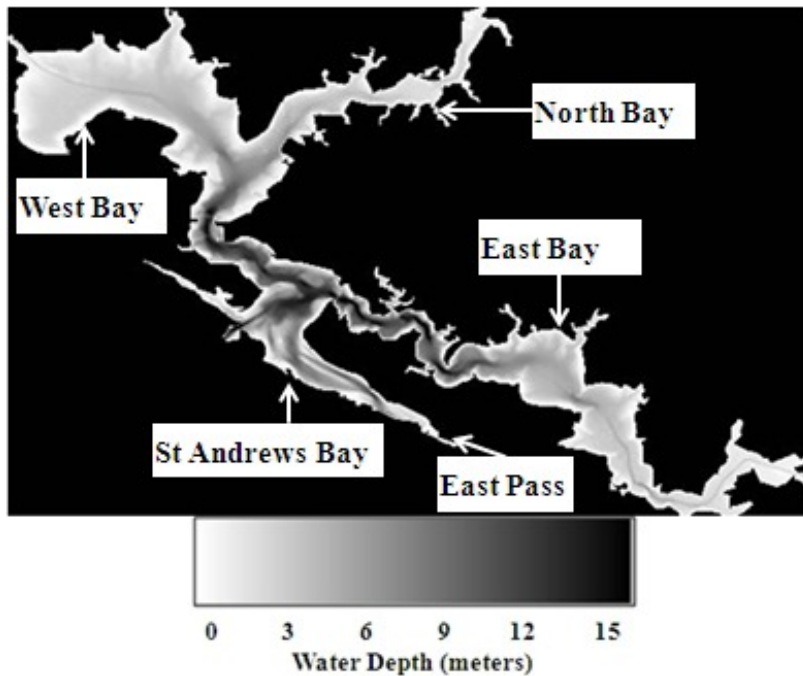 North Bay
West Bay
East Bay
St Andrews Bay
East Pass
0 3 6 9 12 15
Water Depth (meters)